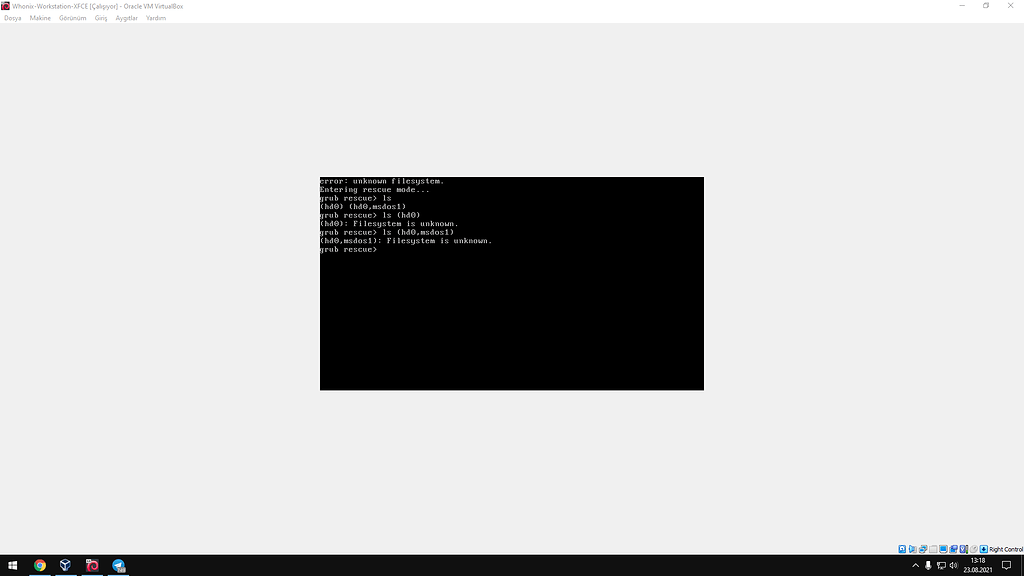 Whonix-Workstation-XFCE [Çalışıyor] - Oracle VM VirtualBox
Dosya Makine Görünüm Giriş Aygıtlar Yardım
error: unknown filesystem.
Entering rescue mode...
grub rescue> ls
(hd0) (hd0,msdos1)
grub rescue> ls (hd0)
(hd0): Filesystem is unknown.
grub rescue> ls (hd0,msdos1)
(hd0,msdos1): Filesystem is unknown.
grub rescue>
Right Control
13:18
23.08.2021